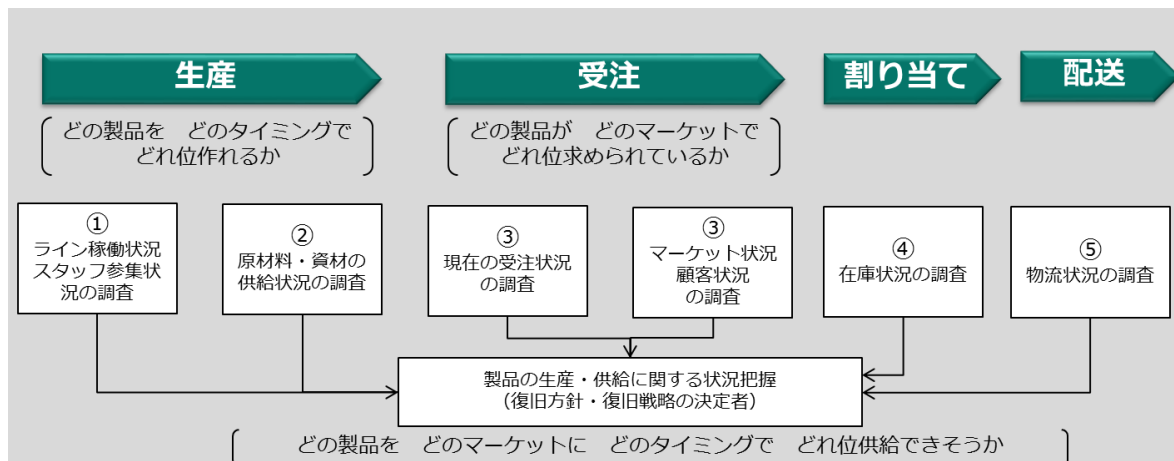 生産
受注
割り当て
配送
どの製品を どのタイミングで
どれ位作れるか
どの製品が どのマーケットで
どれ位求められているか
①
ライン稼働状況
スタッフ参集状
況の調査
②
原材料・資材の
供給状況の調査
③
現在の受注状況
の調査
③
マーケット状況
顧客状況
の調査
④
在庫状況の調査
⑤
物流状況の調査
製品の生産・供給に関する状況把握
（復旧方針・復旧戦略の決定者）
どの製品を どのマーケットに どのタイミングで どれ位供給できそうか